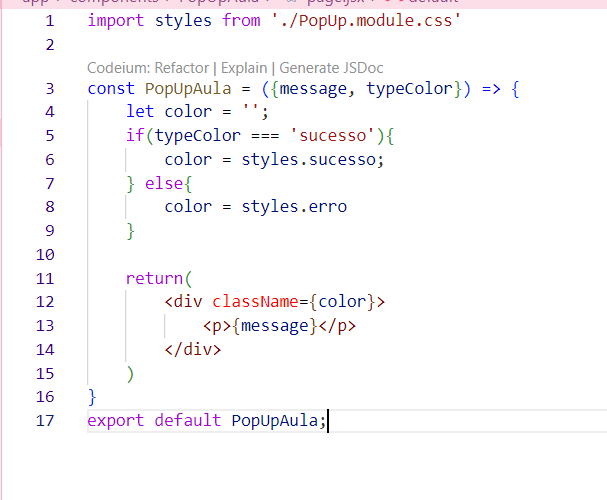 app > components > PopUpAula > page.jsx > default
1 import styles from './PopUp.module.css'
2
Codeium: Refactor | Explain | Generate JSDoc
3 const PopUpAula = ({message, typeColor}) => {
4     let color = '';
5     if(typeColor === 'sucesso'){
6         color = styles.sucesso;
7     } else{
8         color = styles.erro
9     }
10
11     return(
12         <div className={color}>
13             <p>{message}</p>
14         </div>
15     )
16 }
17 export default PopUpAula;